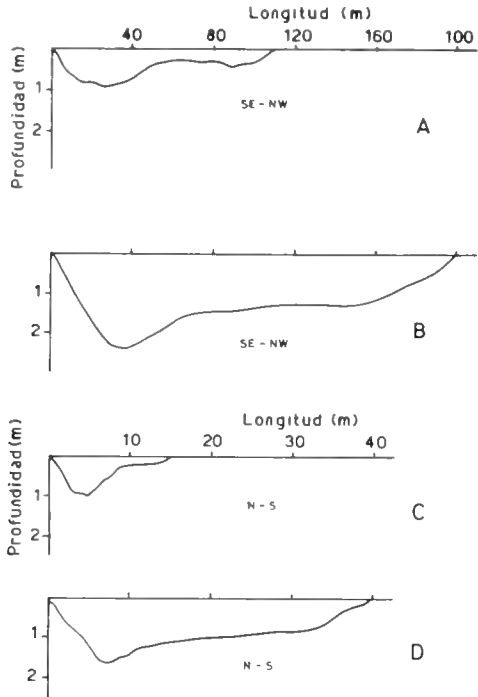 Longitud (m)
40 80 120 160 100
Profundidad (m)
1
2
SE-NW
A
1
2
SE - NW
B
Longitud (m)
10 20 30 40
Profundidad (m)
1
2
N - S
C
1
2
N - S
D